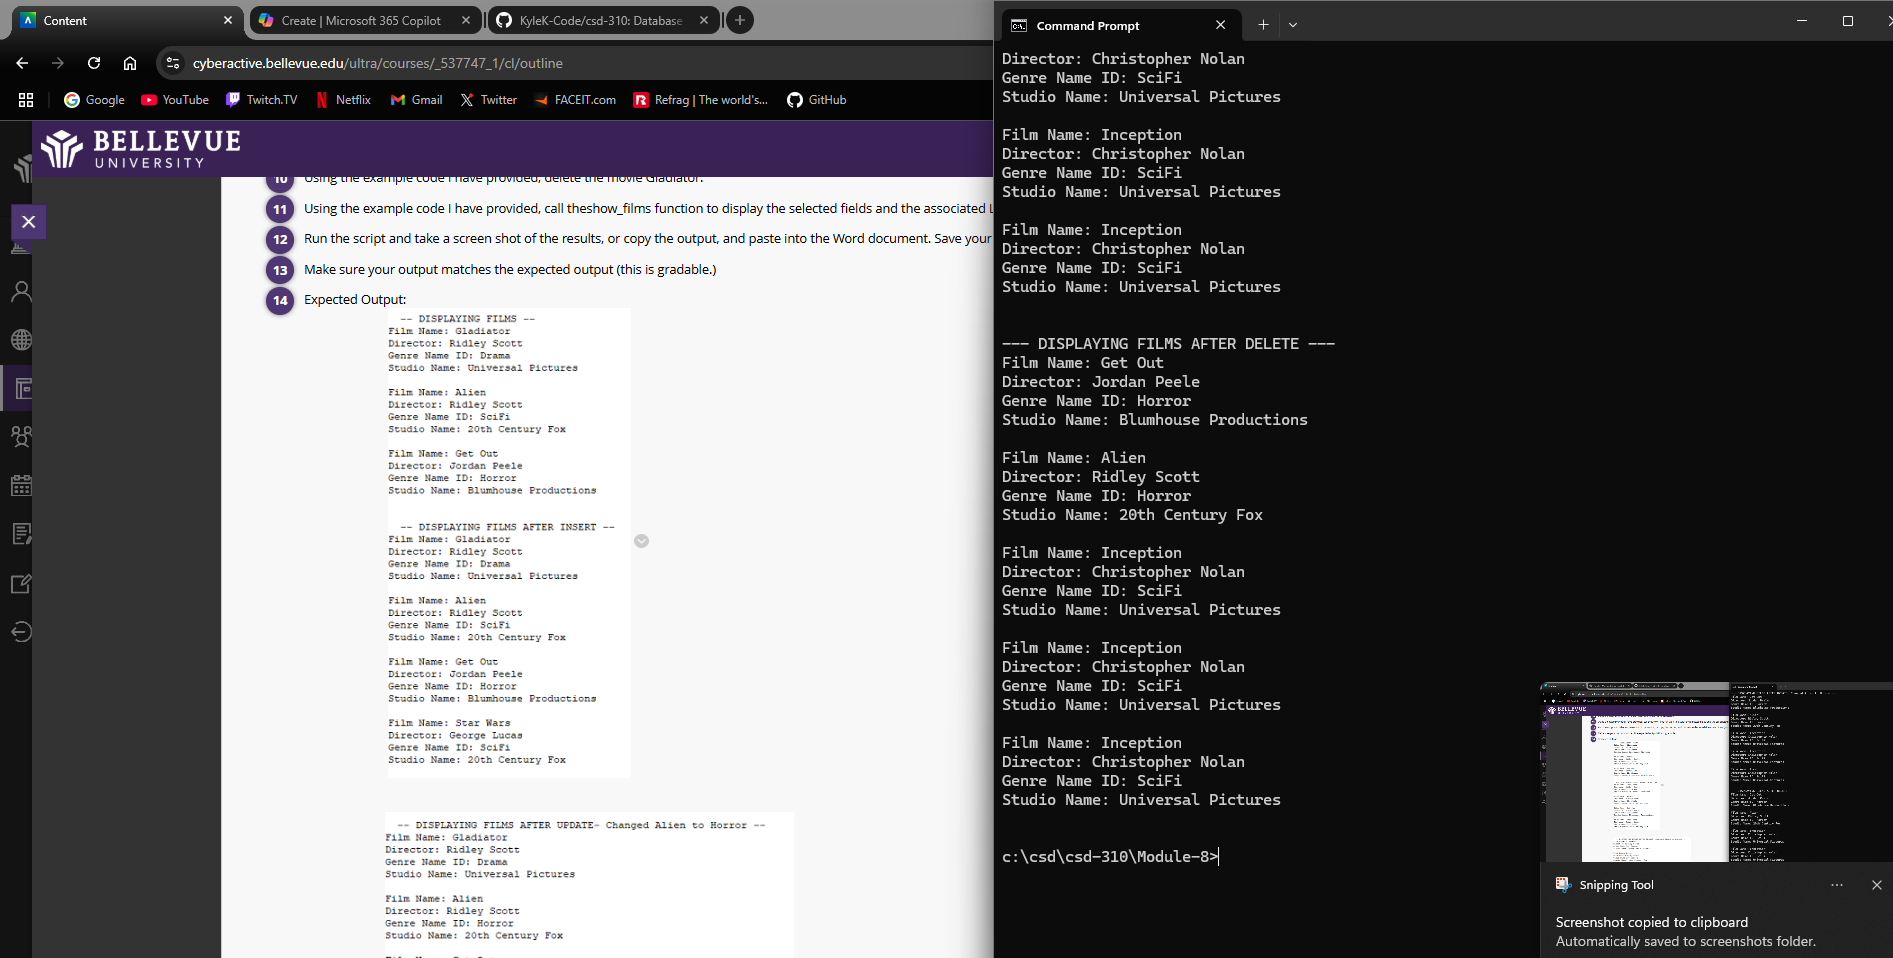 Content
Create | Microsoft 365 Copilot
KyleK-Code/csd-310: Database
cyberactive.bellevue.edu/ultra/courses/_537747_1/cl/outline
Google
YouTube
Twitch.TV
Netflix
Gmail
Twitter
FACEIT.com
Refrag | The world's...
GitHub
BELLEVUE
UNIVERSITY
10 Using the example code I have provided, delete the movie Gladiator.
11 Using the example code I have provided, call theshow_films function to display the selected fields and the associated
12 Run the script and take a screen shot of the results, or copy the output, and paste into the Word document. Save your
13 Make sure your output matches the expected output (this is gradable.)
14 Expected Output:
-- DISPLAYING FILMS --
Film Name: Gladiator
Director: Ridley Scott
Genre Name ID: Drama
Studio Name: Universal Pictures
Film Name: Alien
Director: Ridley Scott
Genre Name ID: SciFi
Studio Name: 20th Century Fox
Film Name: Get Out
Director: Jordan Peele
Genre Name ID: Horror
Studio Name: Blumhouse Productions
-- DISPLAYING FILMS AFTER INSERT --
Film Name: Gladiator
Director: Ridley Scott
Genre Name ID: Drama
Studio Name: Universal Pictures
Film Name: Alien
Director: Ridley Scott
Genre Name ID: SciFi
Studio Name: 20th Century Fox
Film Name: Get Out
Director: Jordan Peele
Genre Name ID: Horror
Studio Name: Blumhouse Productions
Film Name: Star Wars
Director: George Lucas
Genre Name ID: SciFi
Studio Name: 20th Century Fox
-- DISPLAYING FILMS AFTER UPDATE- Changed Alien to Horror --
Film Name: Gladiator
Director: Ridley Scott
Genre Name ID: Drama
Studio Name: Universal Pictures
Film Name: Alien
Director: Ridley Scott
Genre Name ID: Horror
Studio Name: 20th Century Fox
Command Prompt
Director: Christopher Nolan
Genre Name ID: SciFi
Studio Name: Universal Pictures
Film Name: Inception
Director: Christopher Nolan
Genre Name ID: SciFi
Studio Name: Universal Pictures
Film Name: Inception
Director: Christopher Nolan
Genre Name ID: SciFi
Studio Name: Universal Pictures
--- DISPLAYING FILMS AFTER DELETE ---
Film Name: Get Out
Director: Jordan Peele
Genre Name ID: Horror
Studio Name: Blumhouse Productions
Film Name: Alien
Director: Ridley Scott
Genre Name ID: Horror
Studio Name: 20th Century Fox
Film Name: Inception
Director: Christopher Nolan
Genre Name ID: SciFi
Studio Name: Universal Pictures
Film Name: Inception
Director: Christopher Nolan
Genre Name ID: SciFi
Studio Name: Universal Pictures
Film Name: Inception
Director: Christopher Nolan
Genre Name ID: SciFi
Studio Name: Universal Pictures
c:\csd\csd-310\Module-8>
BELLEVUE
Snipping Tool
Screenshot copied to clipboard
Automatically saved to screenshots folder.